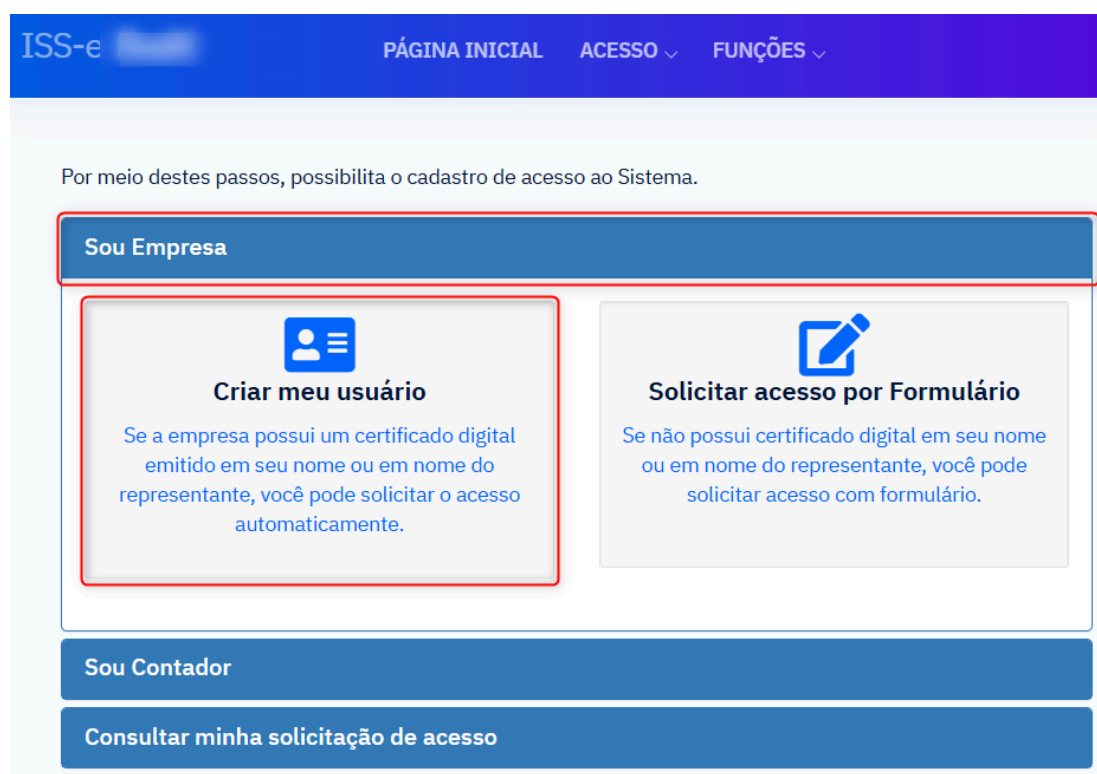 ISS-e
PÁGINA INICIAL ACESSO FUNÇÕES
Por meio destes passos, possibilita o cadastro de acesso ao Sistema.
Sou Empresa
Criar meu usuário
Se a empresa possui um certificado digital
emitido em seu nome ou em nome do
representante, você pode solicitar o acesso
automaticamente.
Solicitar acesso por Formulário
Se não possui certificado digital em seu nome
ou em nome do representante, você pode
solicitar acesso com formulário.
Sou Contador
Consultar minha solicitação de acesso